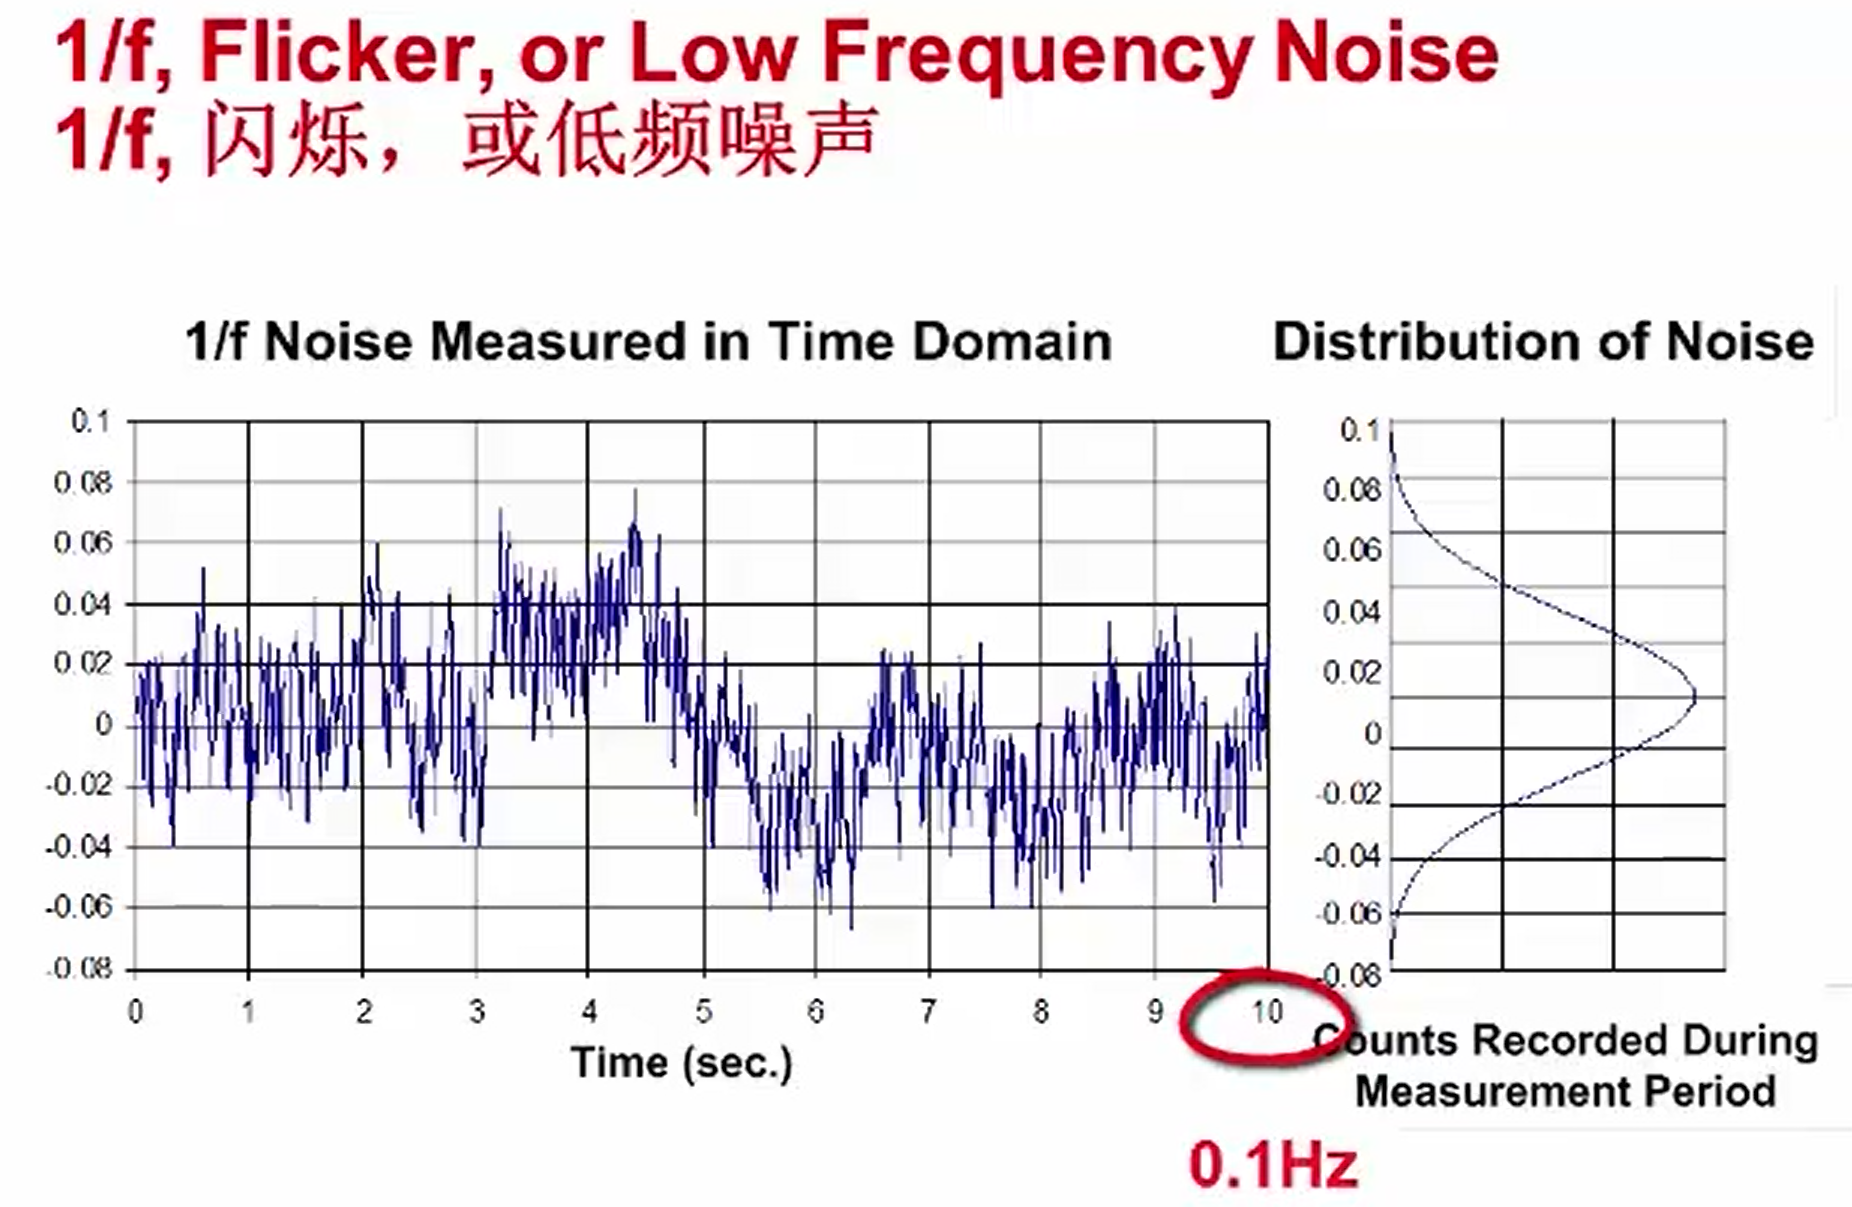 1/f, Flicker, or Low Frequency Noise
1/f, 闪烁，或低频噪声
1/f Noise Measured in Time Domain
0.1
0.08
0.06
0.04
0.02
0
-0.02
-0.04
-0.06
-0.08
0 1 2 3 4 5 6 7 8 9 10
Time (sec.)
Distribution of Noise
0.1
0.08
0.06
0.04
0.02
0
-0.02
-0.04
-0.06
-0.08
Counts Recorded During
Measurement Period
0.1Hz